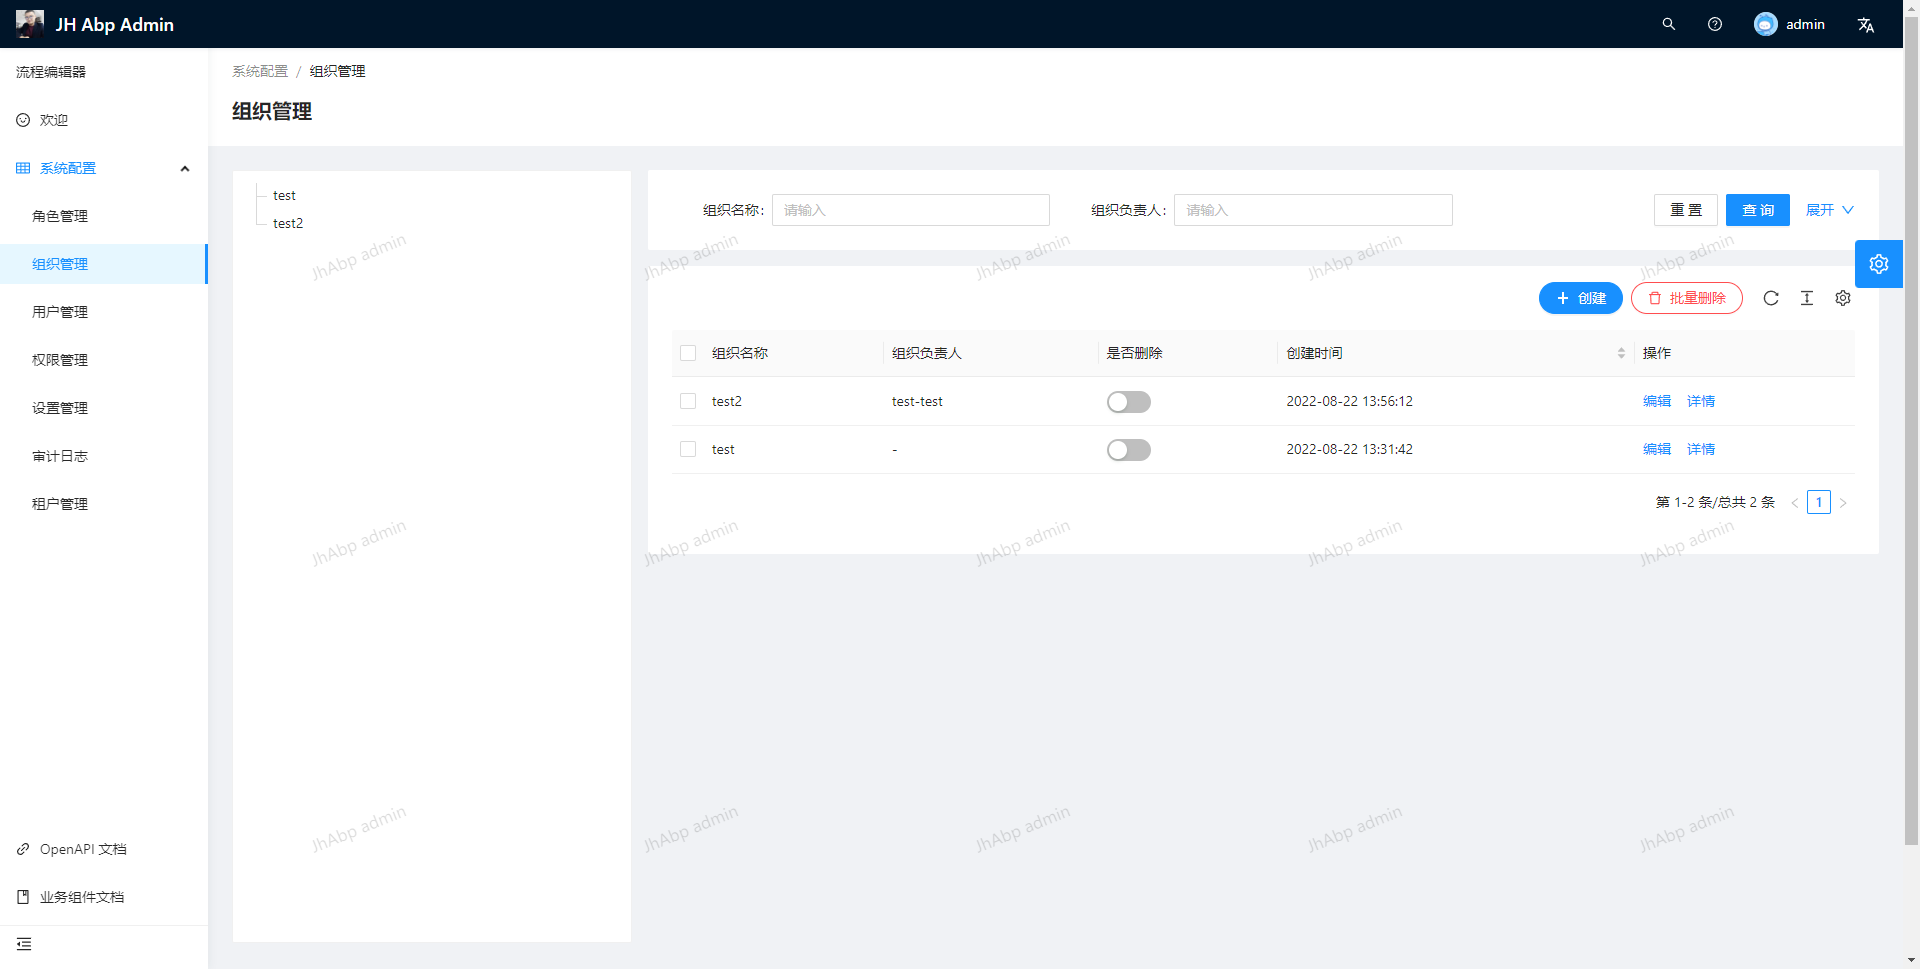 JH Abp Admin
admin
流程编辑器
欢迎
系统配置
角色管理
组织管理
用户管理
权限管理
设置管理
审计日志
租户管理
OpenAPI 文档
业务组件文档
系统配置 / 组织管理
组织管理
test
test2
组织名称: 请输入 组织负责人: 请输入 重 置 查 询 展开
创建 批量删除
组织名称 组织负责人 是否删除 创建时间 操作
test2 test-test 2022-08-22 13:56:12 编辑 详情
test - 2022-08-22 13:31:42 编辑 详情
第 1-2 条/总共 2 条 < 1 >
JhAbp admin JhAbp admin JhAbp admin JhAbp admin JhAbp admin
JhAbp admin JhAbp admin JhAbp admin JhAbp admin JhAbp admin
JhAbp admin JhAbp admin JhAbp admin JhAbp admin JhAbp admin